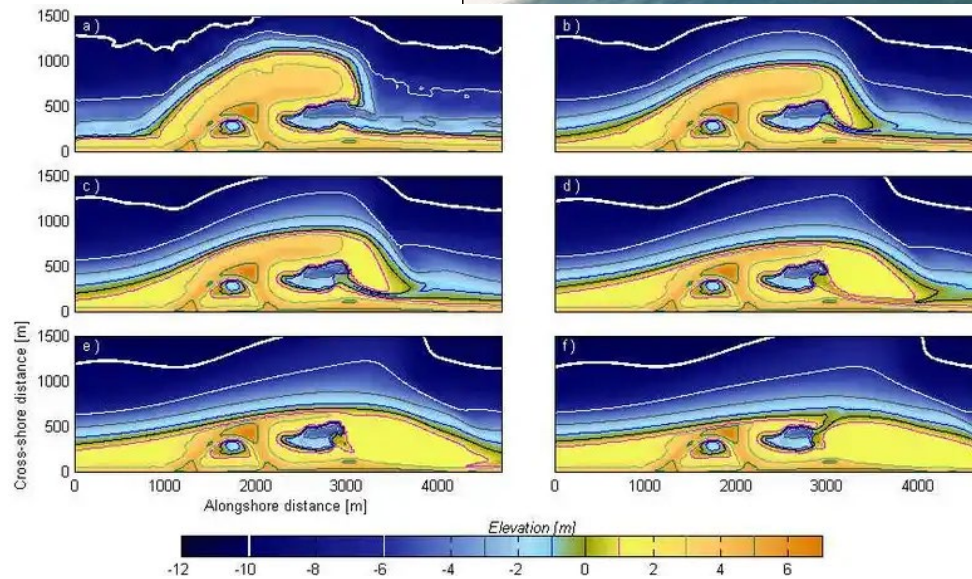 1500
1000
500
0
a )
b )
1500
1000
500
0
c )
d )
1500
1000
500
0
e )
f )
Cross-shore distance [m]
0 1000 2000 3000 4000
0 1000 2000 3000 4000
Alongshore distance [m]
Elevation [m]
-12 -10 -8 -6 -4 -2 0 2 4 6